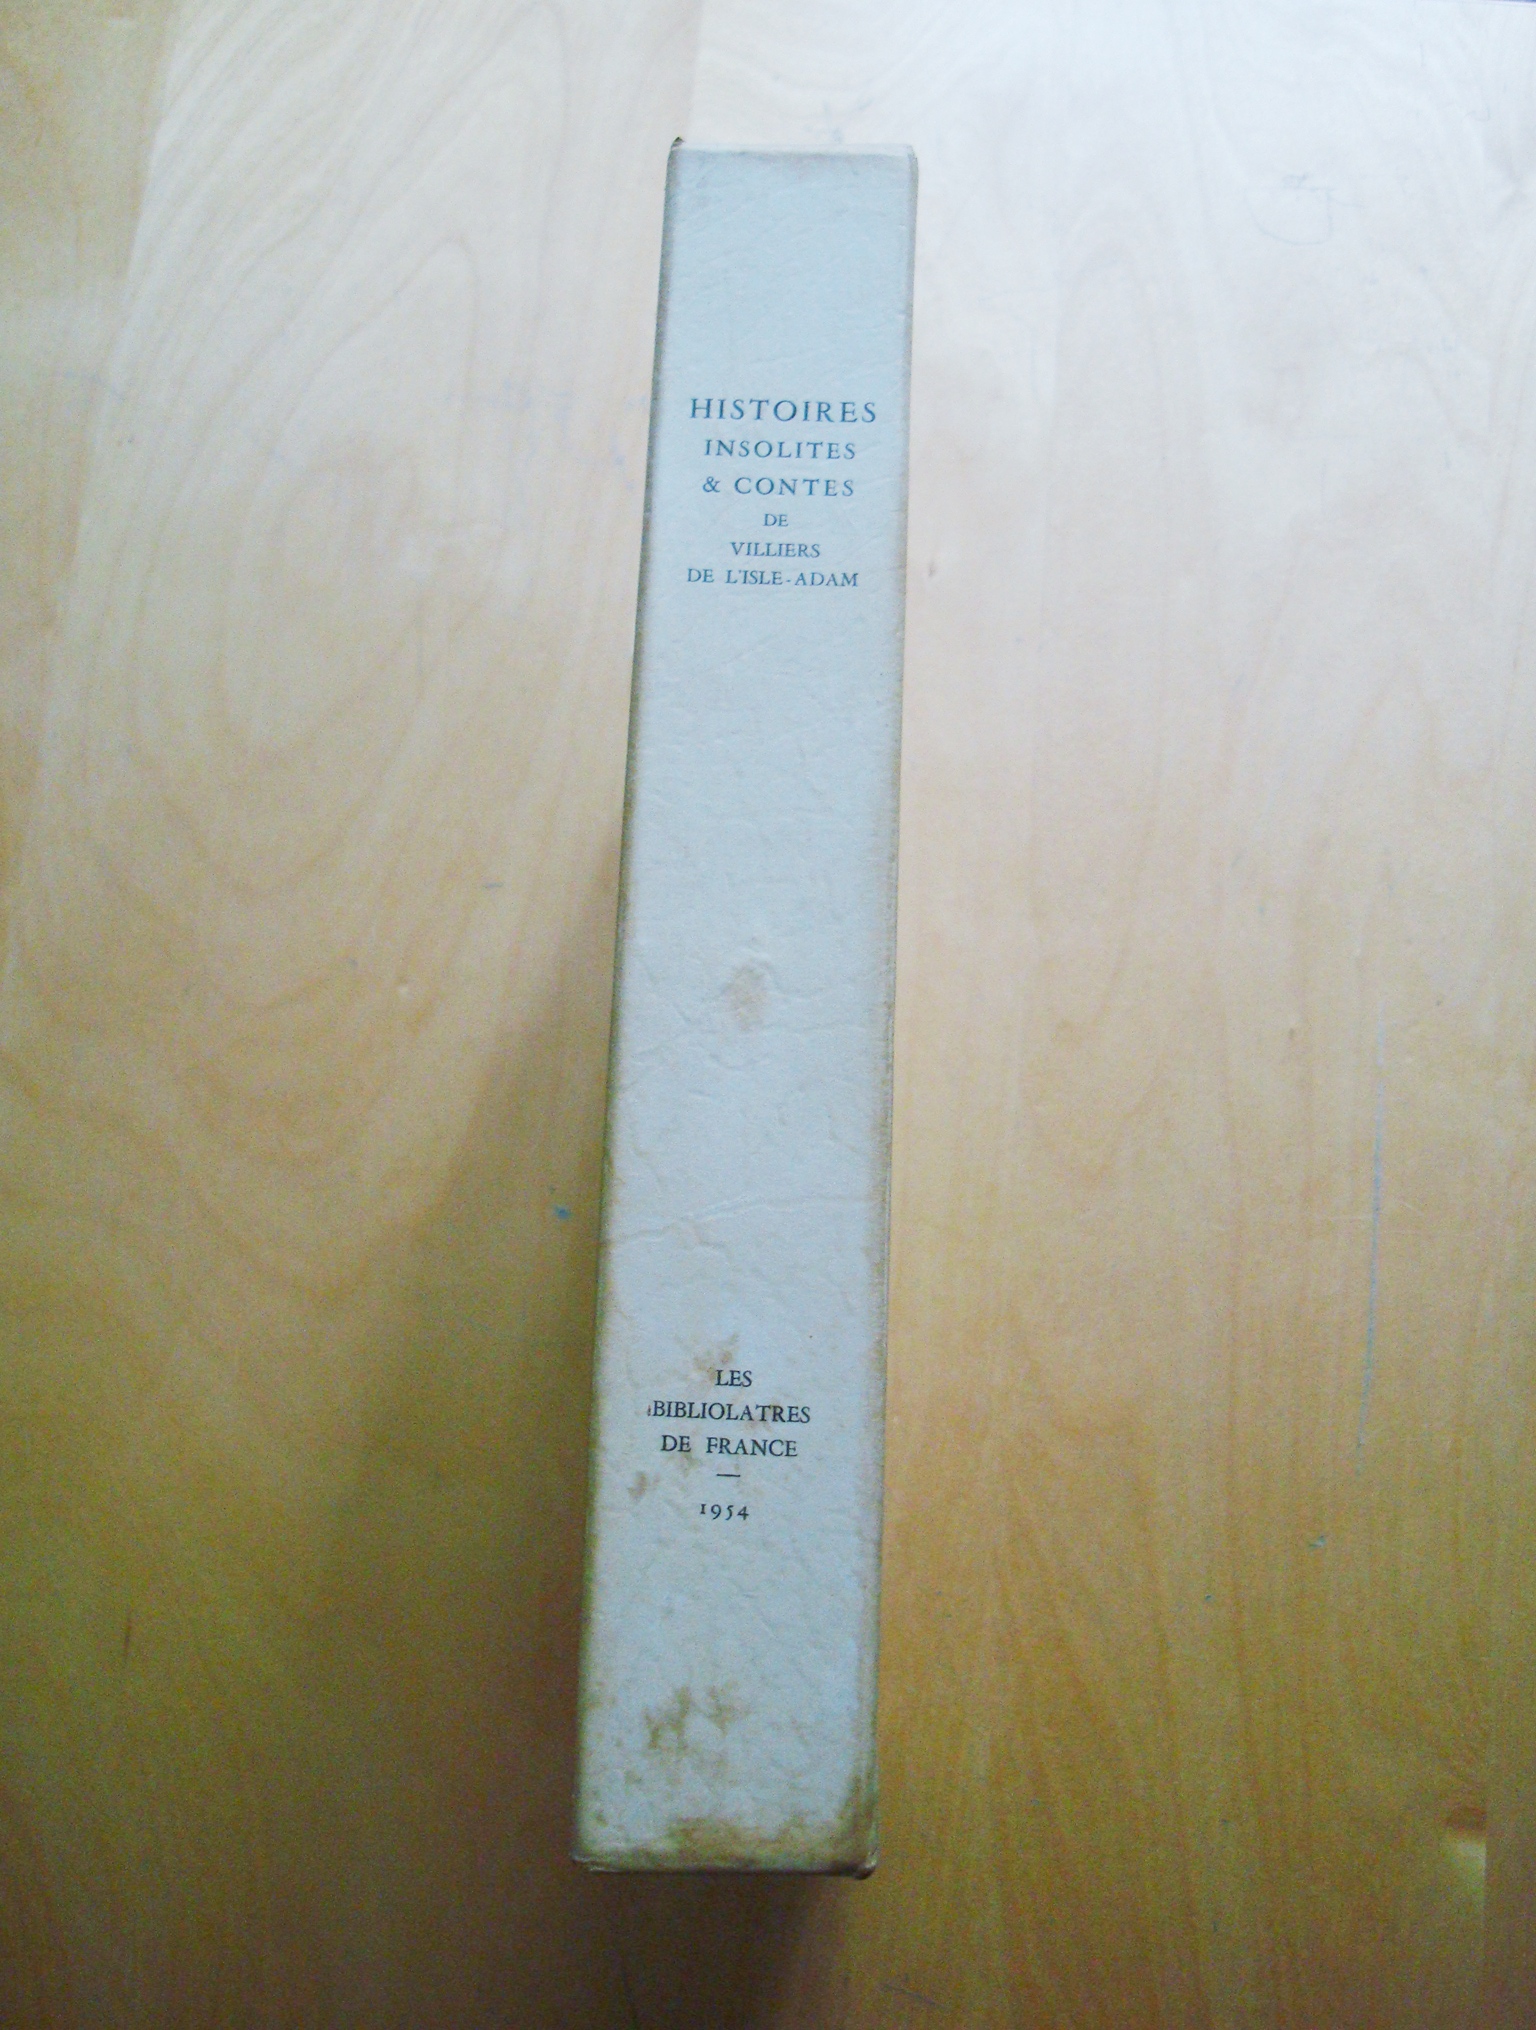 HISTOIRES
INSOLITES
& CONTES
DE
VILLIERS
DE L'ISLE-ADAM
LES
BIBLIOLATRES
DE FRANCE
—
1954